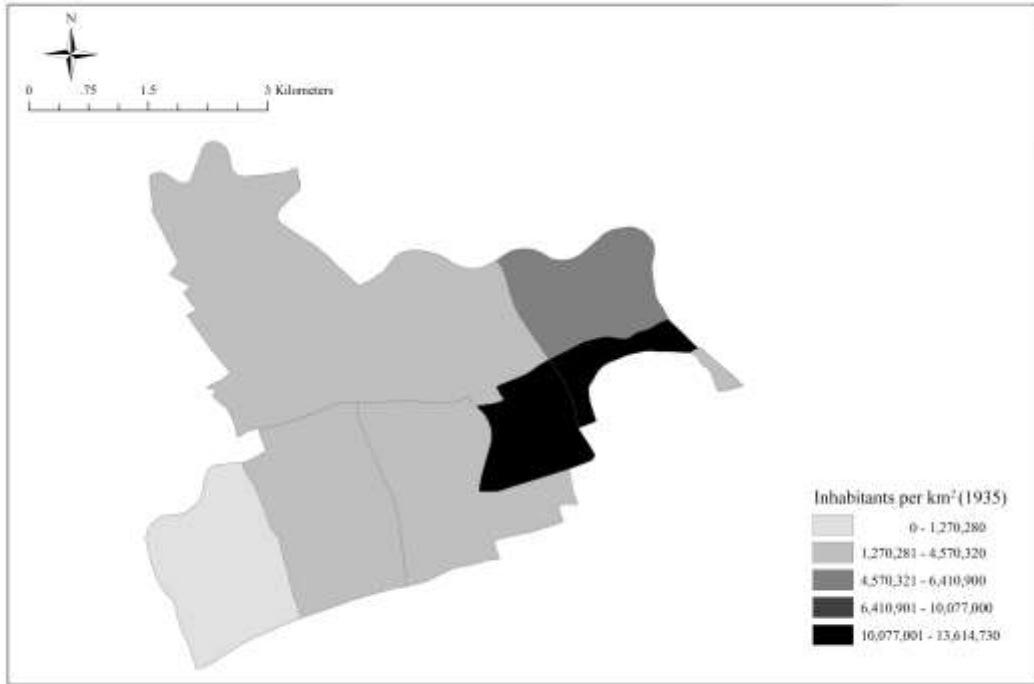 N
0 .75 1.5 3 Kilometers
Inhabitants per km² (1935)
0 - 1,270,280
1,270,281 - 4,570,320
4,570,321 - 6,410,900
6,410,901 - 10,077,000
10,077,001 - 13,614,730